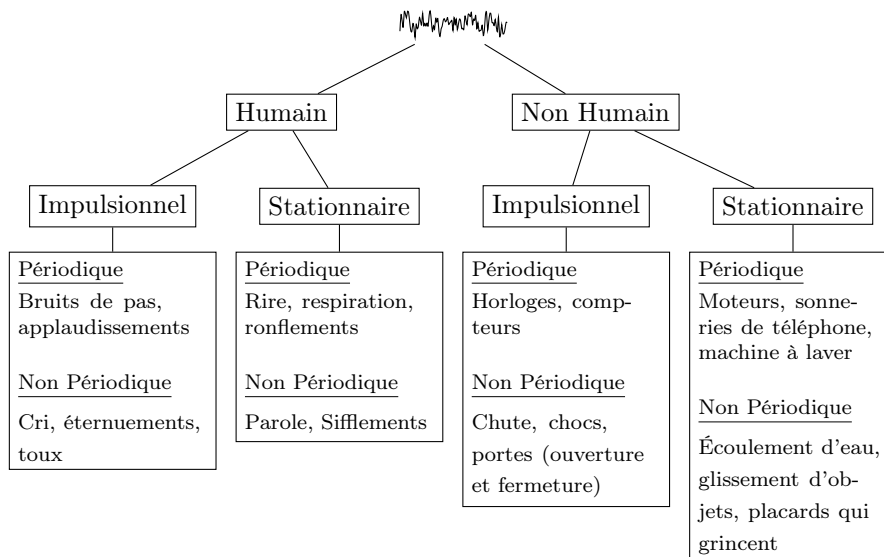 Humain
Non Humain
Impulsionnel
Stationnaire
Impulsionnel
Stationnaire
Périodique
Bruits de pas,
applaudissements
Non Périodique
Cri, éternuements,
toux
Périodique
Rire, respiration,
ronflements
Non Périodique
Parole, Sifflements
Périodique
Horloges, comp-
teurs
Non Périodique
Chute, chocs,
portes (ouverture
et fermeture)
Périodique
Moteurs, sonne-
ries de téléphone,
machine à laver
Non Périodique
Écoulement d'eau,
glissement d'ob-
jets, placards qui
grincent